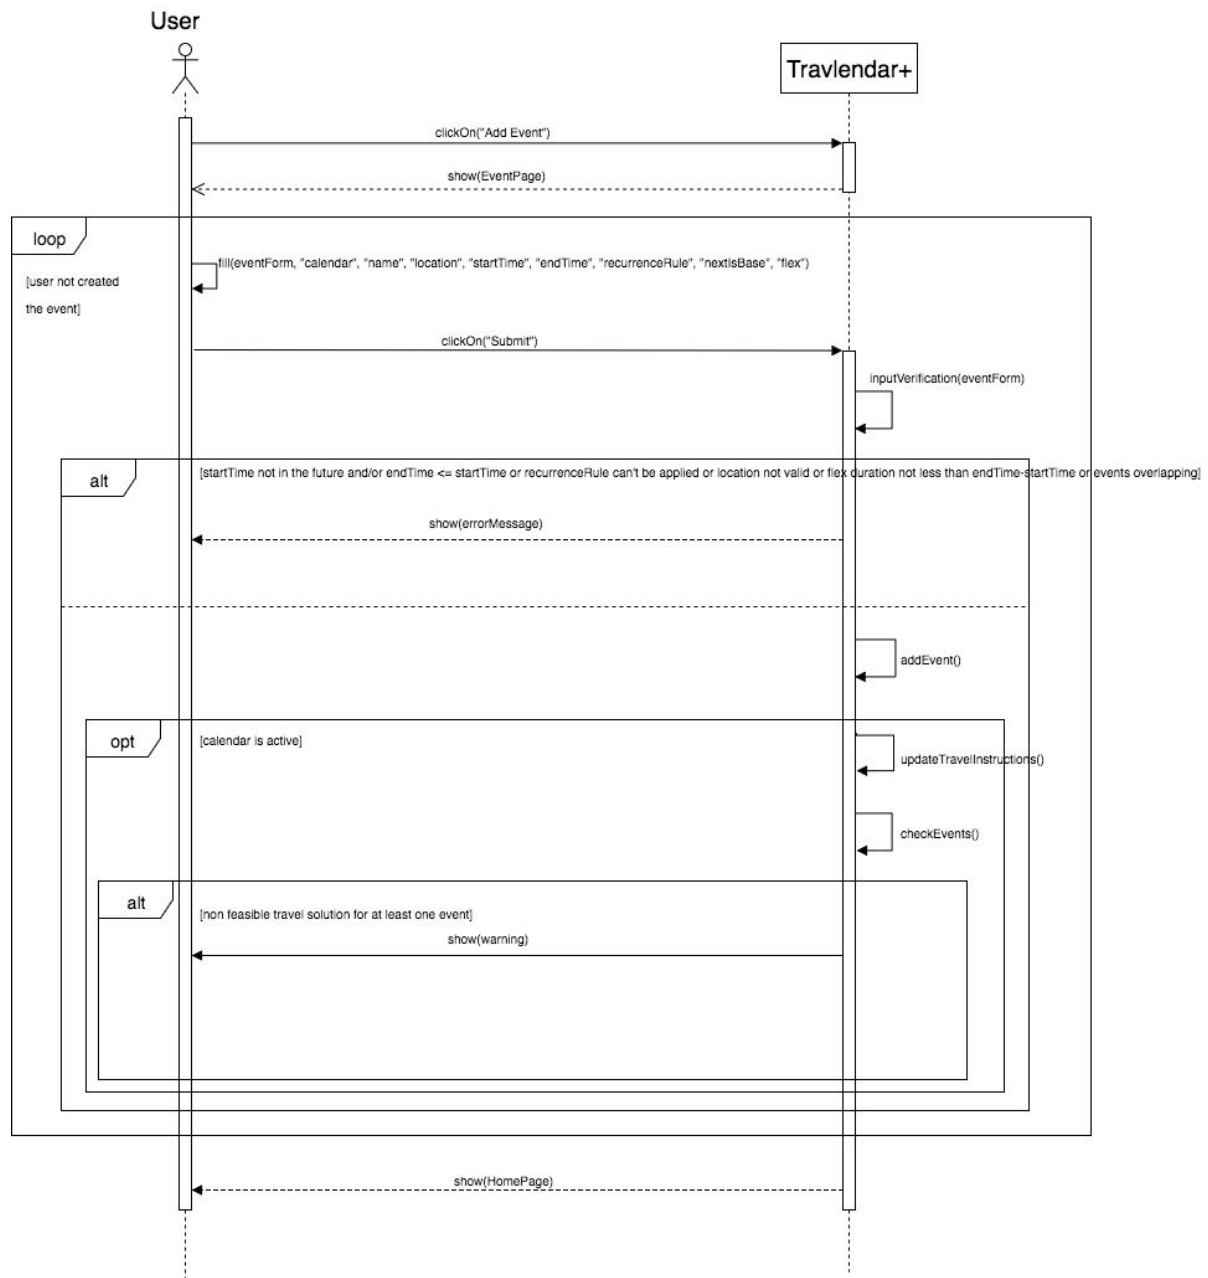 User
Travlendar+
clickOn("Add Event")
show(EventPage)
loop
fill(eventForm, "calendar", "name", "location", "startTime", "endTime", "recurrenceRule", "nextIsBase", "flex")
[user not created
the event]
clickOn("Submit")
inputVerification(eventForm)
alt
[startTime not in the future and/or endTime <= startTime or recurrenceRule can't be applied or location not valid or flex duration not less than endTime-startTime or events overlapping]
show(errorMessage)
addEvent()
opt
[calendar is active]
updateTravelInstructions()
checkEvents()
alt
[non feasible travel solution for at least one event]
show(warning)
show(HomePage)